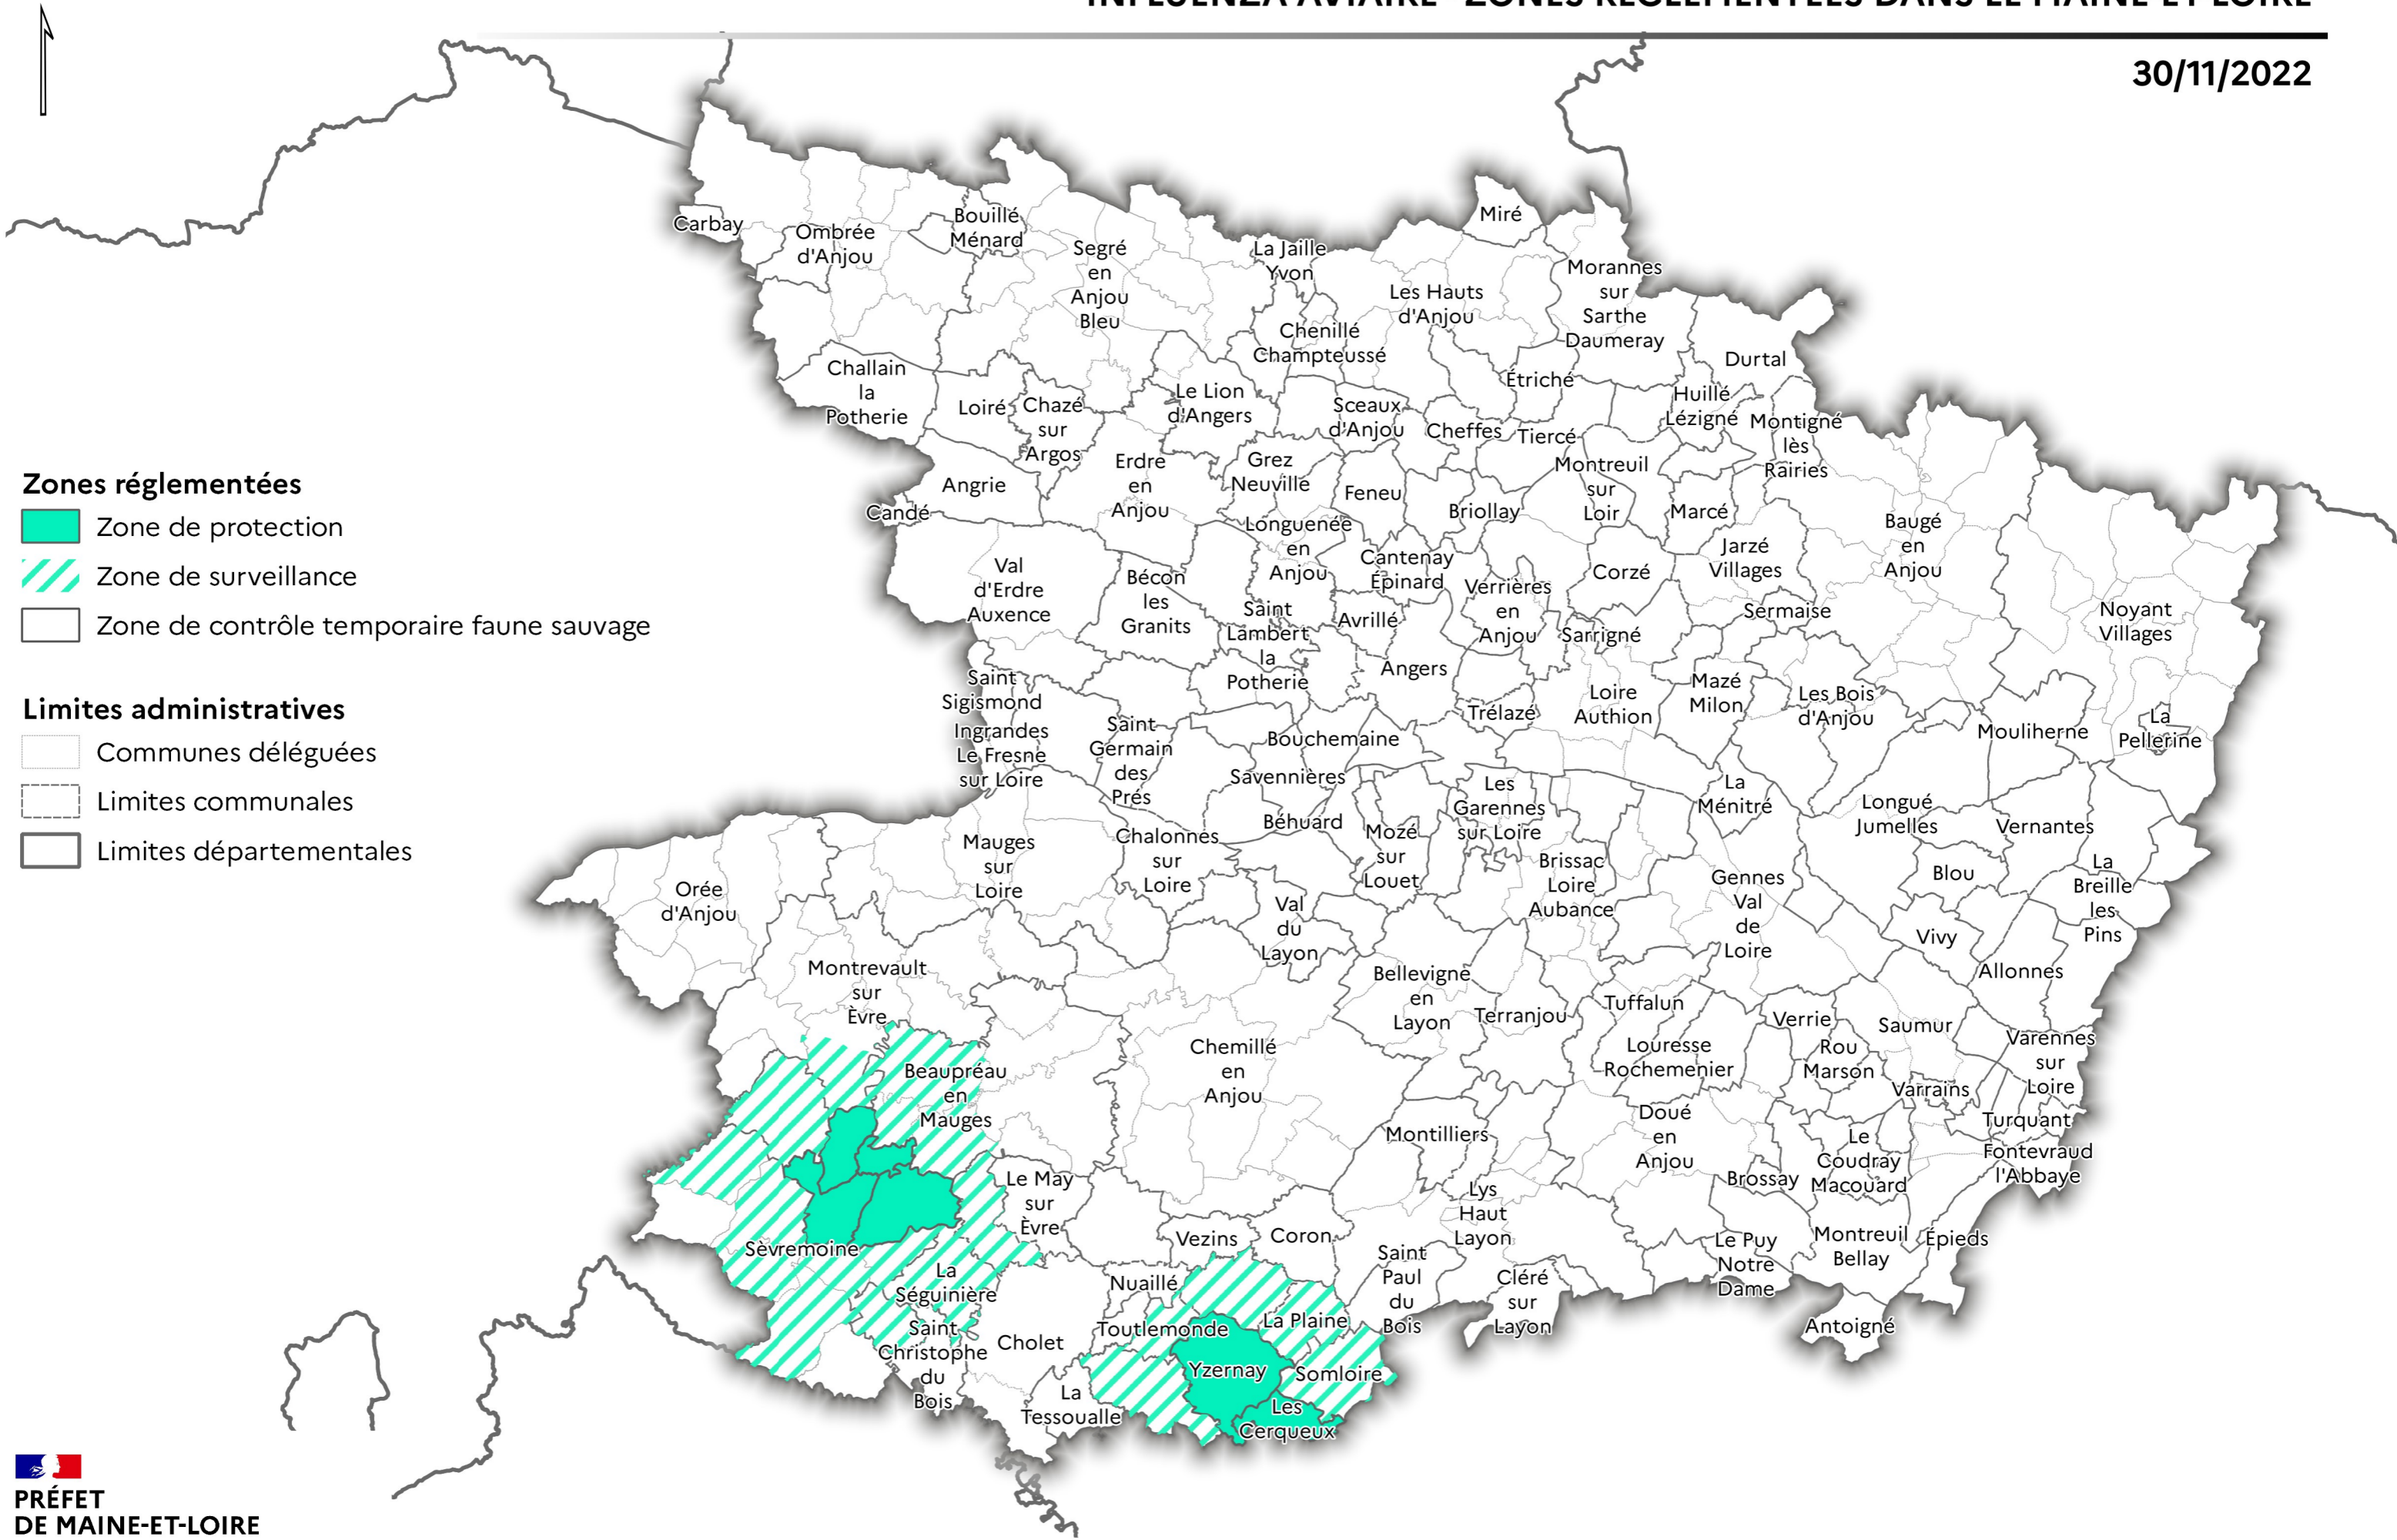 INFLUENZA AVIAIRE - ZONES RÉGLEMENTÉES DANS LE MAINE-ET-LOIRE
30/11/2022
Carbay
Ombrée
d'Anjou
Bouillé
Ménard
Segré
en
Anjou
Bleu
La Jaille
Yvon
Miré
Les Hauts
d'Anjou
Morannes
sur
Sarthe
Daumeray
Chenillé
Champteussé
Durtal
Challain
la
Potherie
Loiré
Chazé
sur
Argos
Le Lion
d'Angers
Sceaux
d'Anjou
Étriché
Cheffes
Tiercé
Huillé
Lézigné
Montigné
lès
Rairies
Angrie
Candé
Erdre
en
Anjou
Grez
Neuville
Feneu
Briollay
Montreuil
sur
Loir
Marcé
Baugé
en
Anjou
Longuenée
en
Anjou
Cantenay
Épinard
Verrières
en
Anjou
Corzé
Jarzé
Villages
Sermaise
Noyant
Villages
Val
d'Erdre
Auxence
Bécon
les
Granits
Saint
Lambert
la
Potherie
Avrillé
Sarrigné
Angers
Saint
Sigismond
Ingrandes
Le Fresne
sur Loire
Saint
Germain
des
Prés
Bouchemaine
Trélazé
Loire
Authion
Mazé
Milon
Les Bois
d'Anjou
Mouliherne
La
Pellerine
Savennières
Béhuard
Les
Garennes
sur Loire
La
Ménitré
Longué
Jumelles
Vernantes
Orée
d'Anjou
Mauges
sur
Loire
Chalonnes
sur
Loire
Mozé
sur
Louet
Brissac
Loire
Aubance
Gennes
Val
de
Loire
Blou
La
Breille
les
Pins
Val
du
Layon
Vivy
Allonnes
Montrevault
sur
Èvre
Bellevigne
en
Layon
Terranjou
Tuffalun
Verrie
Saumur
Varennes
sur
Loire
Chemillé
en
Anjou
Louresse
Rochemenier
Rou
Marson
Varrains
Beaupréau
en
Mauges
Turquant
Montilliers
Doué
en
Anjou
Le
Coudray
Macouard
Fontevraud
l'Abbaye
Brossay
Le May
sur
Èvre
Lys
Haut
Layon
Vezins
Coron
Sèvremoine
Le Puy
Notre
Dame
Montreuil
Bellay
Épieds
La
Séguinière
Nuaillé
Saint
Paul
du
Bois
Cléré
sur
Layon
Antoigné
Saint
Christophe
du
Bois
Cholet
Toutlemonde
La Plaine
Yzernay
Somloire
La
Tessoualle
Les
Cerqueux
Zones réglementées
Zone de protection
Zone de surveillance
Zone de contrôle temporaire faune sauvage
Limites administratives
Communes déléguées
Limites communales
Limites départementales
PRÉFET
DE MAINE-ET-LOIRE